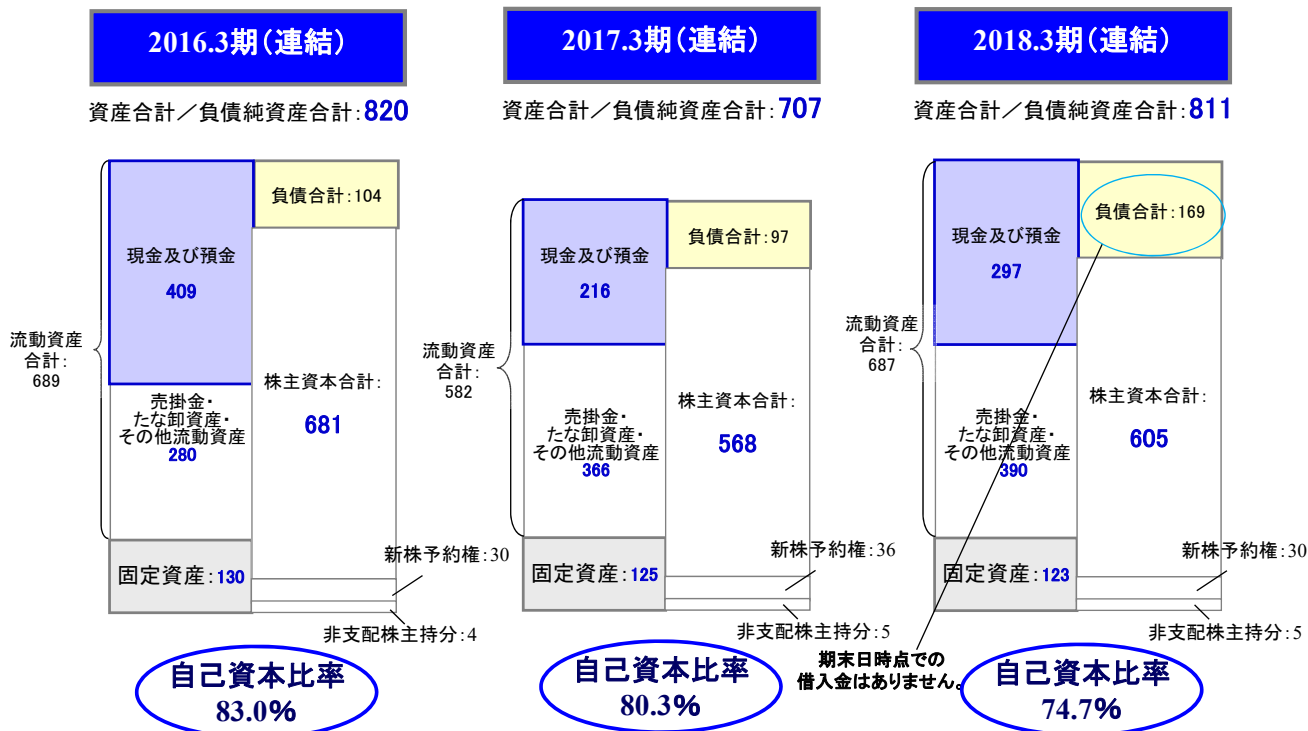 2016.3期（連結）
資産合計／負債純資産合計：820
負債合計：104
現金及び預金
409
流動資産
合計：
689
株主資本合計：
681
売掛金・
たな卸資産・
その他流動資産
280
新株予約権：30
固定資産：130
非支配株主持分：4
自己資本比率
83.0%
2017.3期（連結）
資産合計／負債純資産合計：707
負債合計：97
現金及び預金
216
流動資産
合計：
582
株主資本合計：
568
売掛金・
たな卸資産・
その他流動資産
366
新株予約権：36
固定資産：125
非支配株主持分：5
自己資本比率
80.3%
2018.3期（連結）
資産合計／負債純資産合計：811
負債合計：169
現金及び預金
297
流動資産
合計：
687
株主資本合計：
605
売掛金・
たな卸資産・
その他流動資産
390
新株予約権：30
固定資産：123
非支配株主持分：5
期末日時点での
借入金はありません。
自己資本比率
74.7%